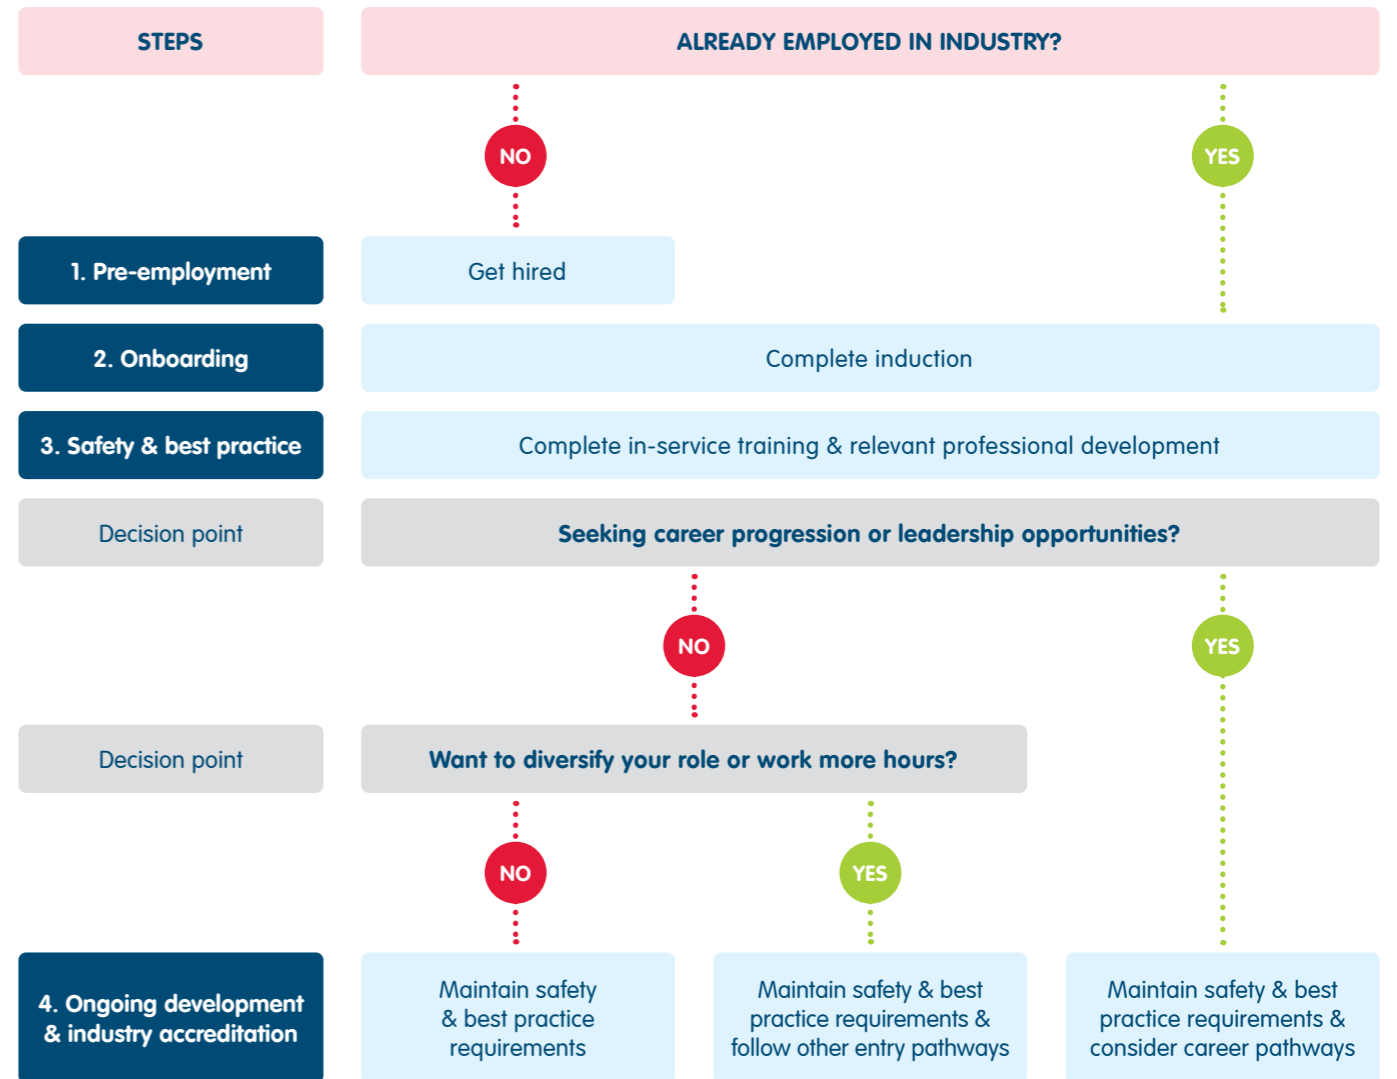 STEPS
ALREADY EMPLOYED IN INDUSTRY?
NO
YES
1. Pre-employment
Get hired
2. Onboarding
Complete induction
3. Safety & best practice
Complete in-service training & relevant professional development
Decision point
Seeking career progression or leadership opportunities?
NO
YES
Decision point
Want to diversify your role or work more hours?
NO
YES
4. Ongoing development
& industry accreditation
Maintain safety
& best practice
requirements
Maintain safety & best
practice requirements &
follow other entry pathways
Maintain safety & best
practice requirements &
consider career pathways